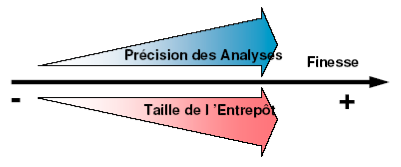 Précision des Analyses
Finesse
-
+
Taille de l 'Entrepôt